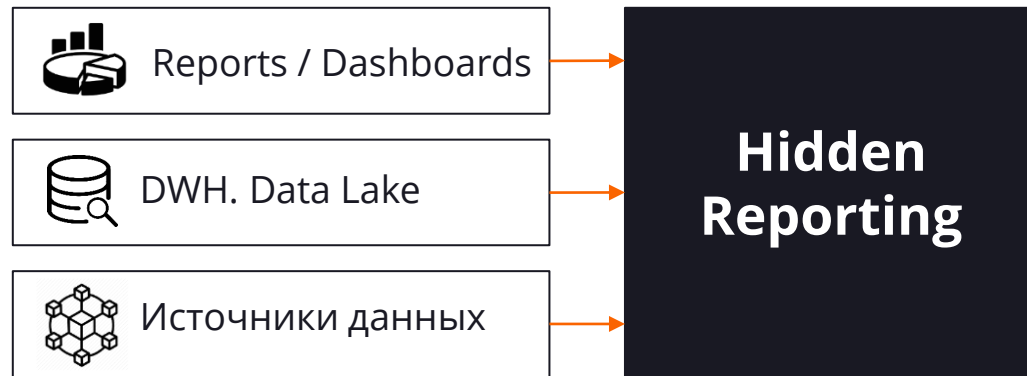 Reports / Dashboards
DWH. Data Lake
Источники данных
Hidden
Reporting